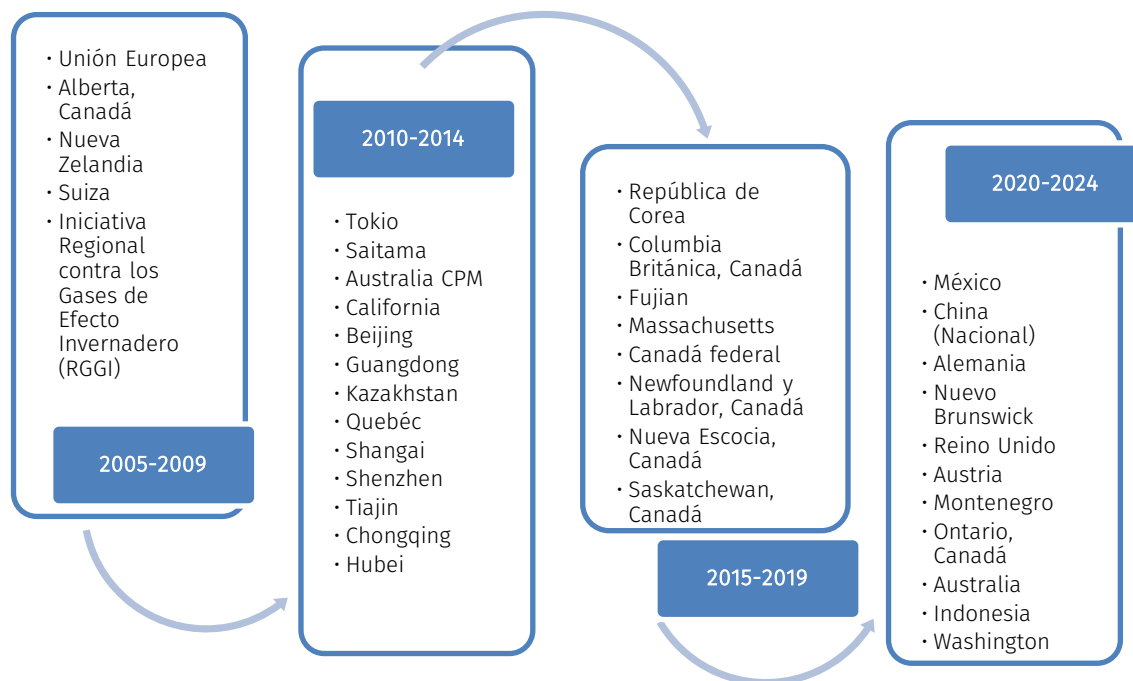 · Unión Europea
· Alberta,
Canadá
· Nueva
Zelandia
· Suiza
· Iniciativa
Regional
contra los
Gases de
Efecto
Invernadero
(RGGI)
2005-2009
2010-2014
· Tokio
· Saitama
· Australia CPM
· California
· Beijing
· Guangdong
· Kazakhstan
· Quebéc
· Shangai
· Shenzhen
· Tiajin
· Chongqing
· Hubei
· República de
Corea
· Columbia
Británica, Canadá
· Fujian
· Massachusetts
· Canadá federal
· Newfoundland y
Labrador, Canadá
· Nueva Escocia,
Canadá
· Saskatchewan,
Canadá
2015-2019
2020-2024
· México
· China
(Nacional)
· Alemania
· Nuevo
Brunswick
· Reino Unido
· Austria
· Montenegro
· Ontario,
Canadá
· Australia
· Indonesia
· Washington